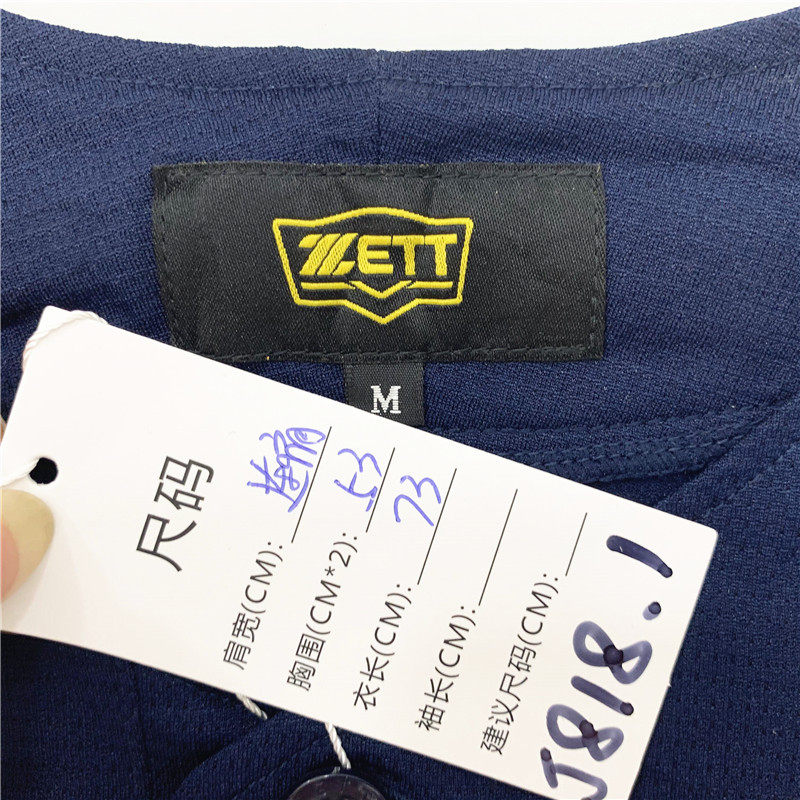 ZETT
M
尺码
肩宽(CM): 连肩
胸围(CM*2): 53
衣长(CM): 73
袖长(CM):
建议尺码(CM):
J818.1